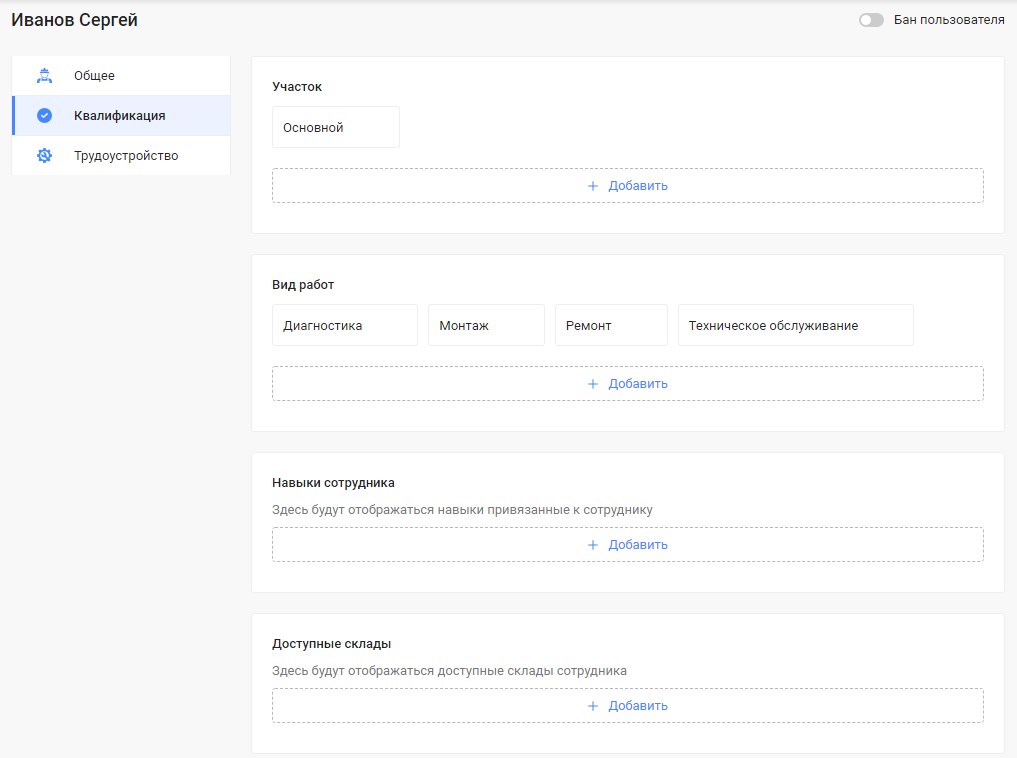 Иванов Сергей
Бан пользователя
Общее
Квалификация
Трудоустройство
Участок
Основной
+ Добавить
Вид работ
Диагностика Монтаж Ремонт Техническое обслуживание
+ Добавить
Навыки сотрудника
Здесь будут отображаться навыки привязанные к сотруднику
+ Добавить
Доступные склады
Здесь будут отображаться доступные склады сотрудника
+ Добавить